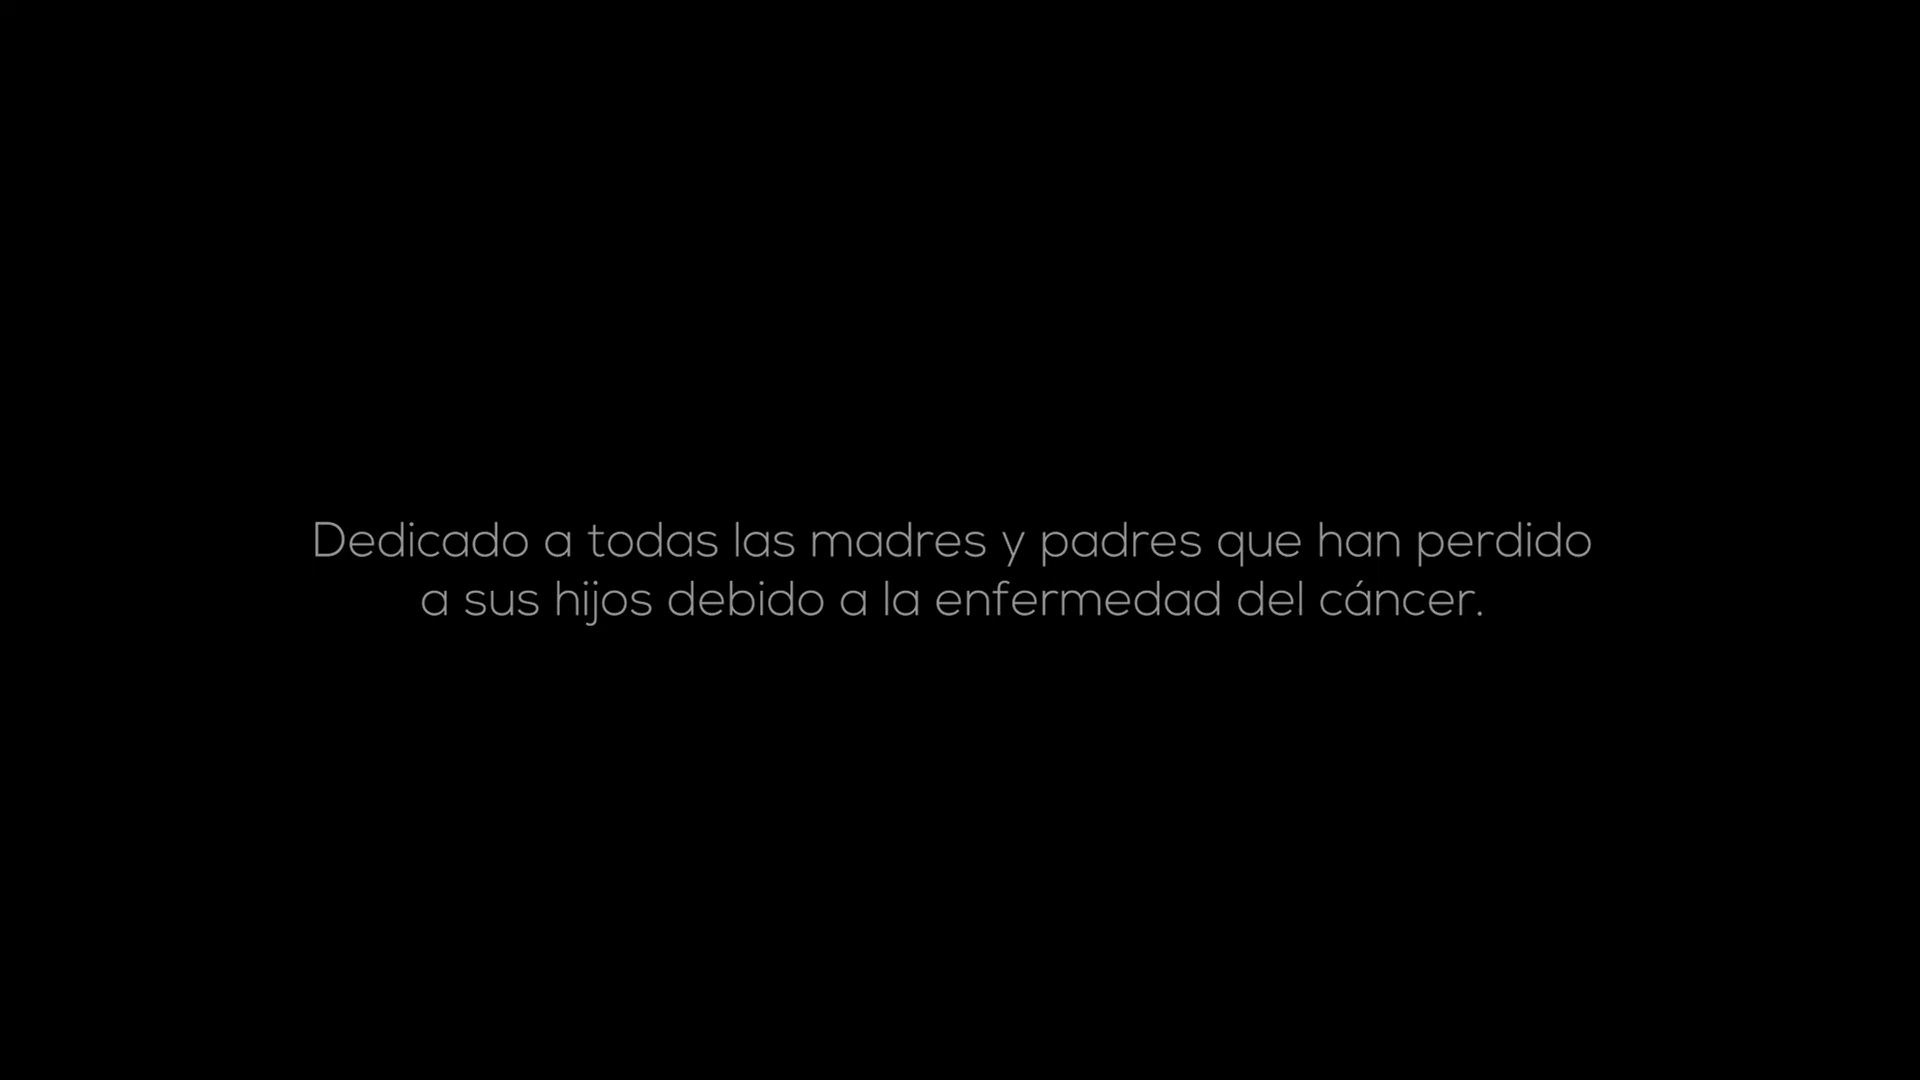 Dedicado a todas las madres y padres que han perdido
a sus hijos debido a la enfermedad del cáncer.